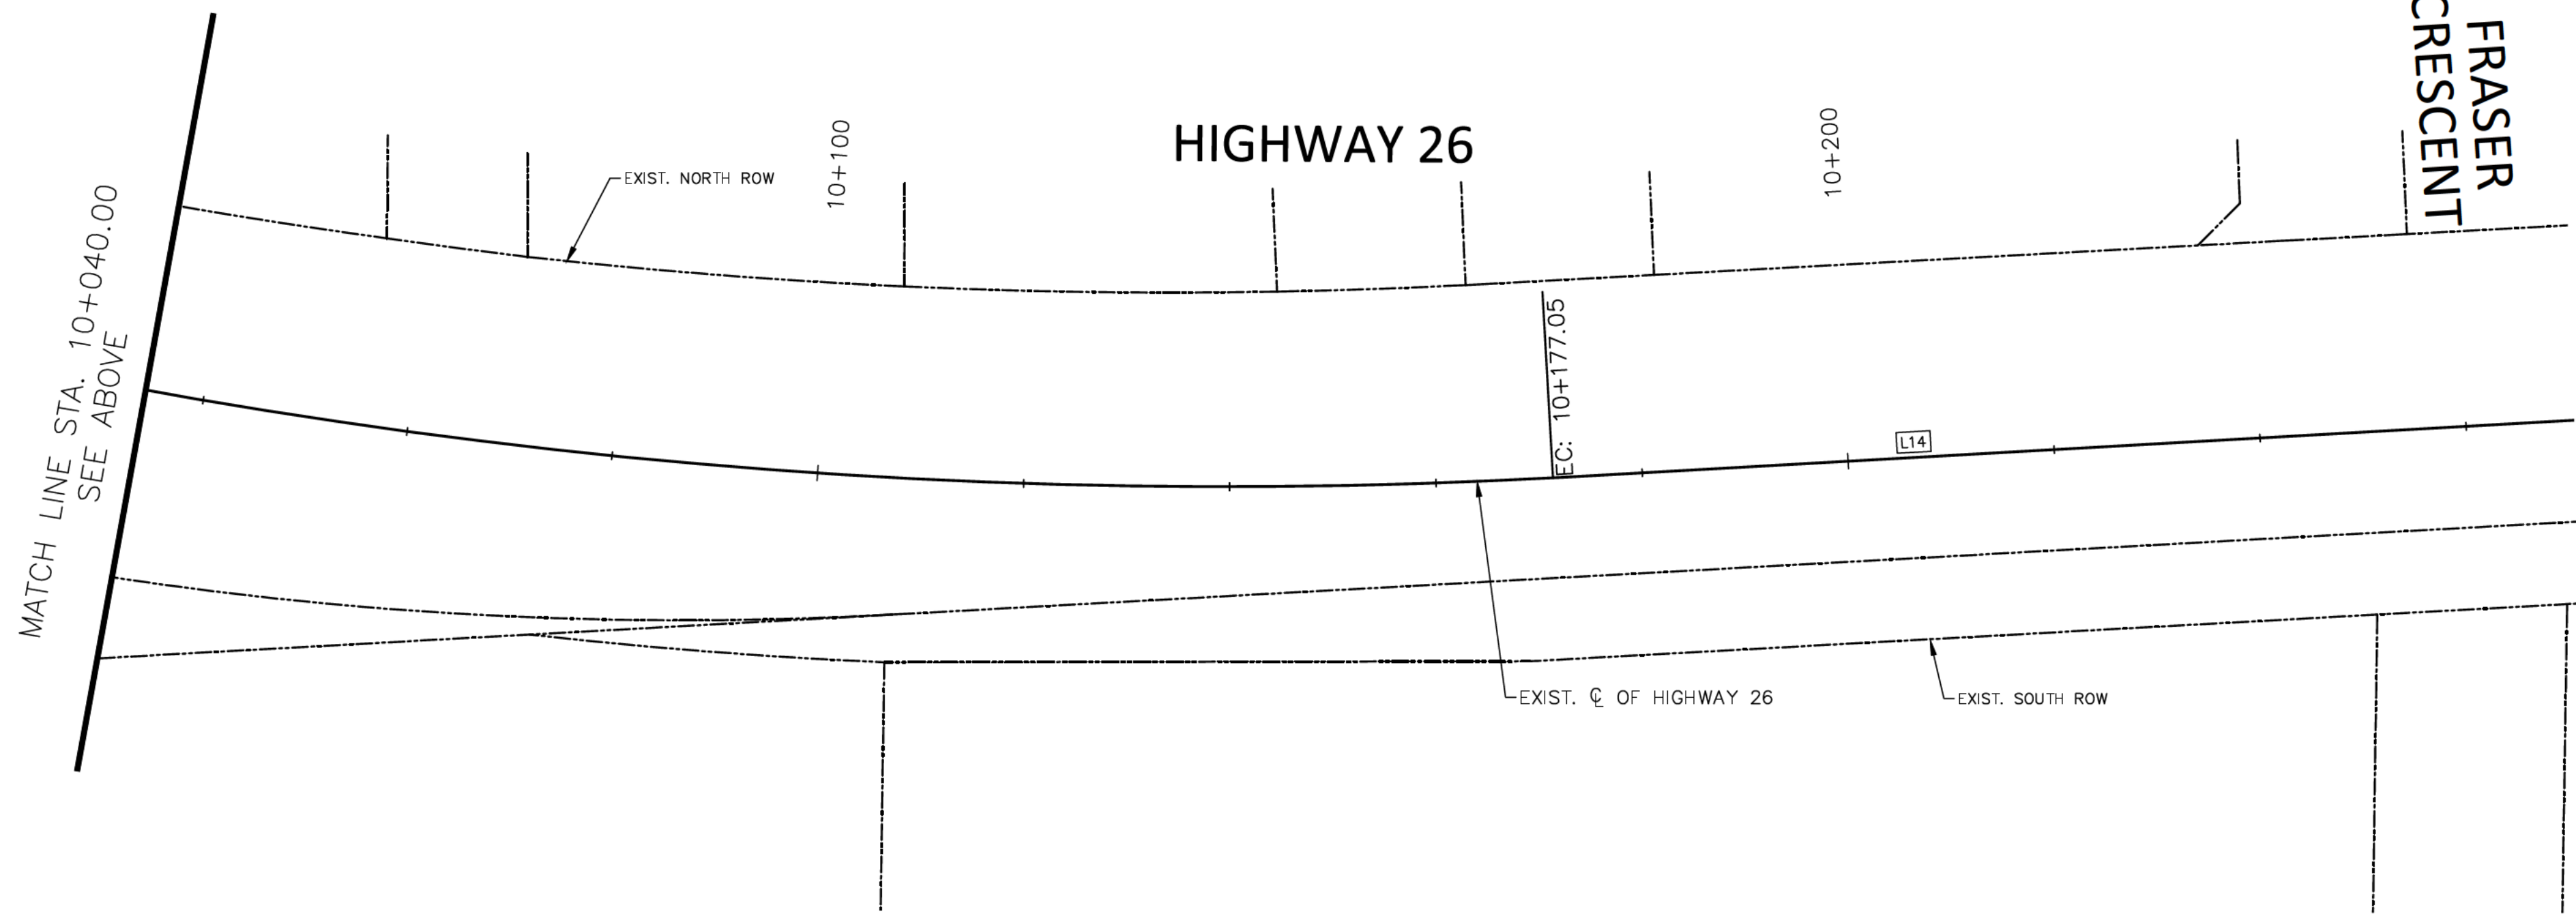 MATCH LINE STA. 10+040.00
SEE ABOVE
EXIST. NORTH ROW
10+100
HIGHWAY 26
10+200
FRASER
CRESCENT
EC: 10+177.05
L14
EXIST. ℄ OF HIGHWAY 26
EXIST. SOUTH ROW